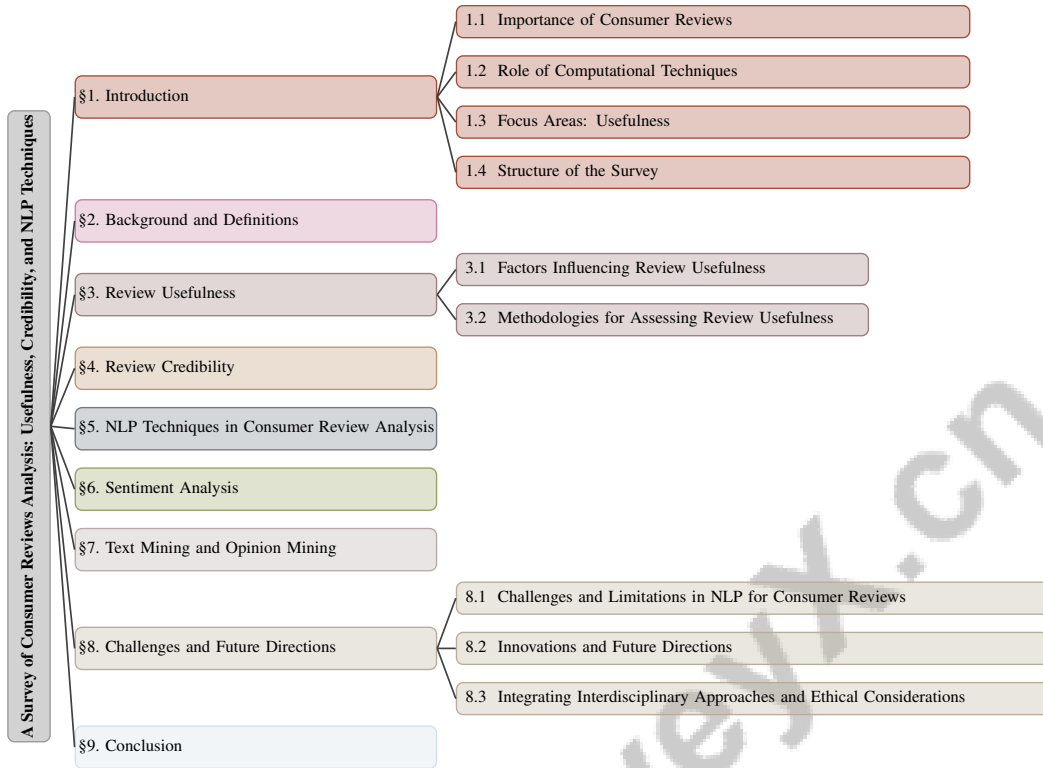 A Survey of Consumer Reviews Analysis: Usefulness, Credibility, and NLP Techniques
§1. Introduction
1.1 Importance of Consumer Reviews
1.2 Role of Computational Techniques
1.3 Focus Areas: Usefulness
1.4 Structure of the Survey
§2. Background and Definitions
§3. Review Usefulness
3.1 Factors Influencing Review Usefulness
3.2 Methodologies for Assessing Review Usefulness
§4. Review Credibility
§5. NLP Techniques in Consumer Review Analysis
§6. Sentiment Analysis
§7. Text Mining and Opinion Mining
§8. Challenges and Future Directions
8.1 Challenges and Limitations in NLP for Consumer Reviews
8.2 Innovations and Future Directions
8.3 Integrating Interdisciplinary Approaches and Ethical Considerations
§9. Conclusion
eyx.cn